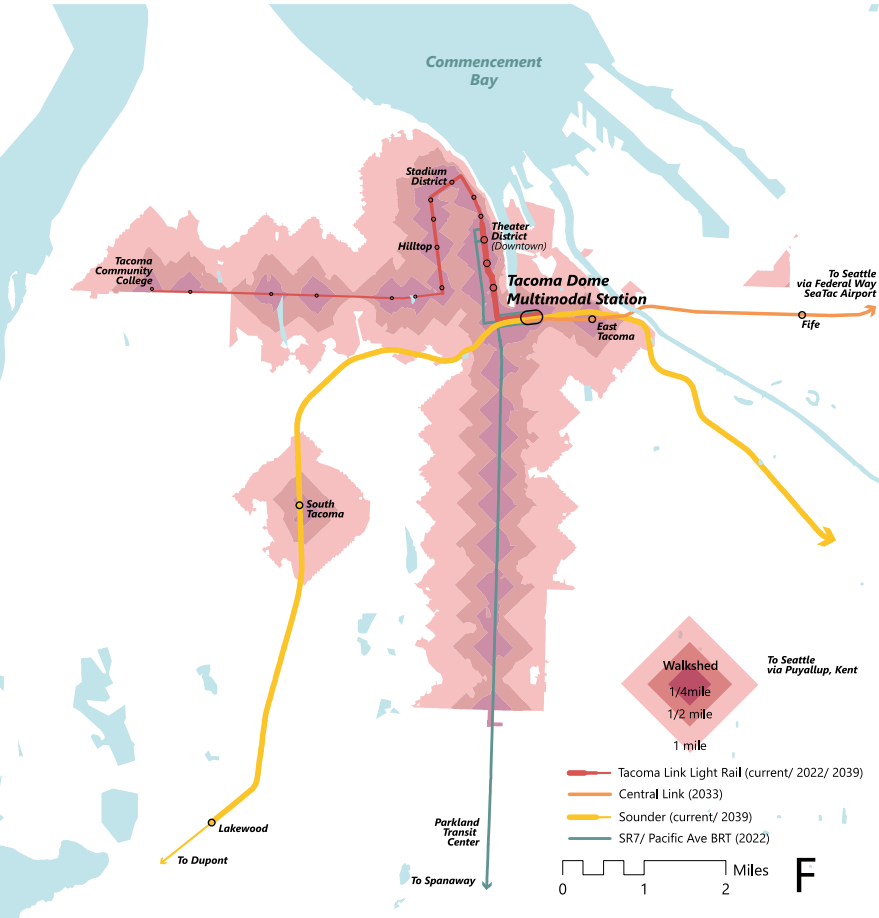 Commencement
Bay
Stadium
District
Theater
District
(Downtown)
Hilltop
Tacoma
Community
College
Tacoma Dome
Multimodal Station
To Seattle
via Federal Way
SeaTac Airport
East
Tacoma
Fife
South
Tacoma
Walkshed
1/4mile
1/2 mile
1 mile
To Seattle
via Puyallup, Kent
Tacoma Link Light Rail (current/ 2022/ 2039)
Central Link (2033)
Sounder (current/ 2039)
SR7/ Pacific Ave BRT (2022)
Lakewood
To Dupont
Parkland
Transit
Center
To Spanaway
Miles
0 1 2
F